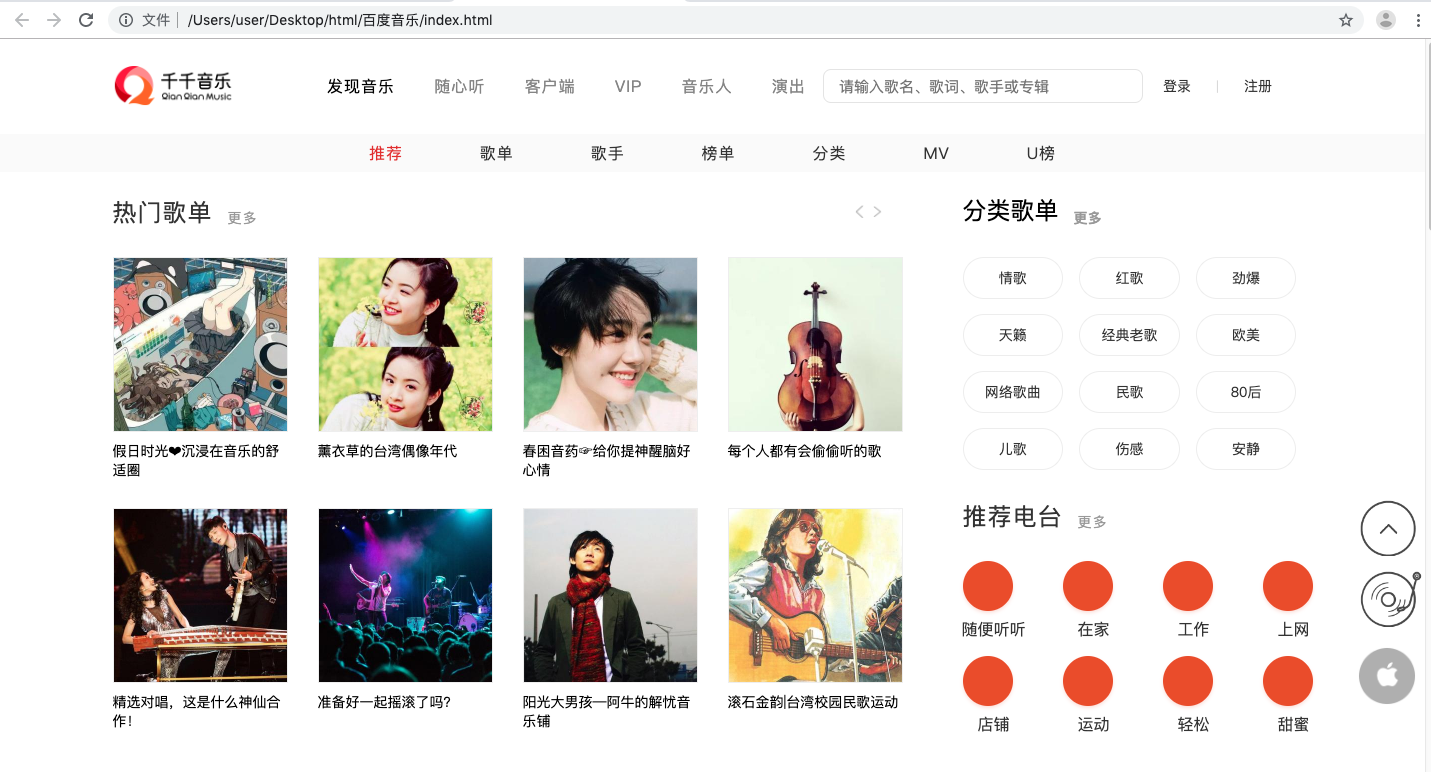 文件 /Users/user/Desktop/html/百度音乐/index.html
千千音乐
Qian Qian Music
发现音乐 随心听 客户端 VIP 音乐人 演出 请输入歌名、歌词、歌手或专辑 登录 注册
推荐 歌单 歌手 榜单 分类 MV U榜
热门歌单 更多
假日时光❤沉浸在音乐的舒
适圈
薰衣草的台湾偶像年代
春困音药☞给你提神醒脑好
心情
每个人都有会偷偷听的歌
精选对唱，这是什么神仙合
作！
准备好一起摇滚了吗？
阳光大男孩—阿牛的解忧音
乐铺
滚石金韵|台湾校园民歌运动
分类歌单 更多
情歌 红歌 劲爆
天籁 经典老歌 欧美
网络歌曲 民歌 80后
儿歌 伤感 安静
推荐电台 更多
随便听听 在家 工作 上网
店铺 运动 轻松 甜蜜